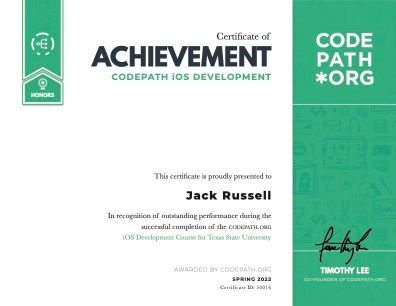 Certificate of
ACHIEVEMENT
CODEPATH iOS DEVELOPMENT
HONORS
CODE
PATH
*ORG
This certificate is proudly presented to
Jack Russell
In recognition of outstanding performance during the
successful completion of the CODEPATH.ORG
iOS Development Course for Texas State University
AWARDED BY CODEPATH.ORG
SPRING 2022
Certificate ID: 50014
TIMOTHY LEE
CO-FOUNDER OF CODEPATH.ORG